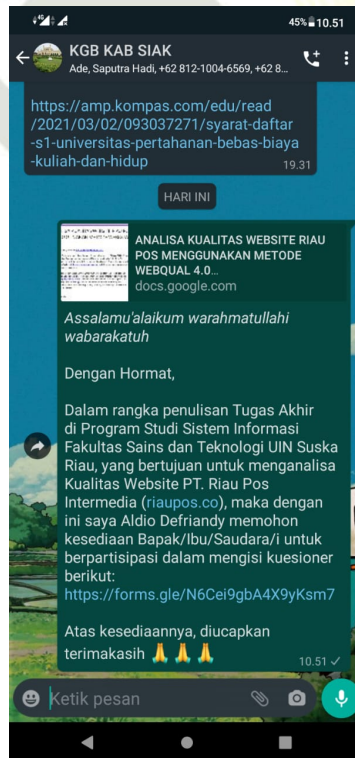 45% 10.51
KGB KAB SIAK
Ade, Saputra Hadi, +62 812-1004-6569, +62 8...
https://amp.kompas.com/edu/read
/2021/03/02/093037271/syarat-daftar
-s1-universitas-pertahanan-bebas-biaya
-kuliah-dan-hidup
19.31
HARI INI
ANALISA KUALITAS WEBSITE RIAU
POS MENGGUNAKAN METODE
WEBQUAL 4.0...
docs.google.com
Assalamu'alaikum warahmatullahi
wabarakatuh
Dengan Hormat,
Dalam rangka penulisan Tugas Akhir
di Program Studi Sistem Informasi
Fakultas Sains dan Teknologi UIN Suska
Riau, yang bertujuan untuk menganalisa
Kualitas Website PT. Riau Pos
Intermedia (riaupos.co), maka dengan
ini saya Aldio Defriandy memohon
kesediaan Bapak/Ibu/Saudara/i untuk
berpartisipasi dalam mengisi kuesioner
berikut:
https://forms.gle/N6Cei9gbA4X9yKsm7
Atas kesediaannya, diucapkan
terimakasih 🙏🙏🙏
10.51
Ketik pesan